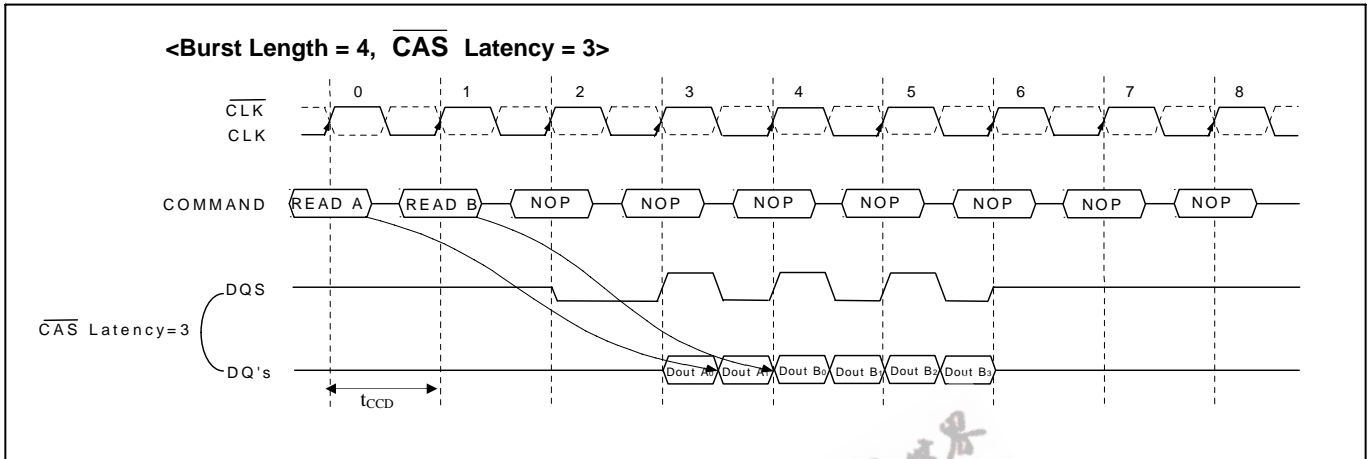 <Burst Length = 4, CAS Latency = 3>
0 1 2 3 4 5 6 7 8
CLK
CLK
COMMAND READ A READ B NOP NOP NOP NOP NOP NOP NOP
DQS
CAS Latency=3
DQ's Dout A0 Dout A1 Dout B0 Dout B1 Dout B2 Dout B3
tCCD